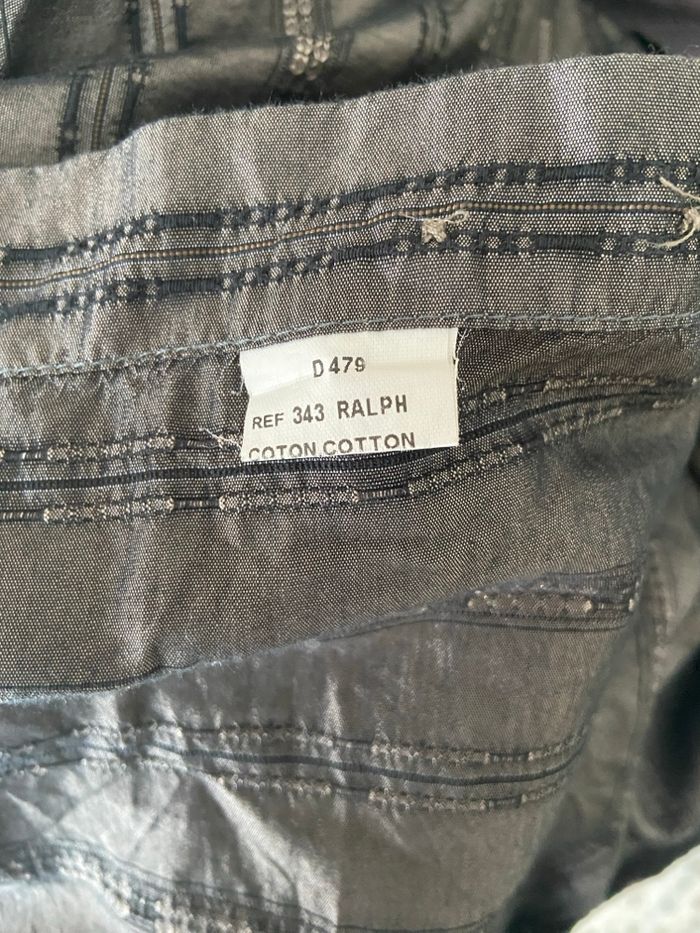 D479
REF 343 RALPH
COTON COTTON